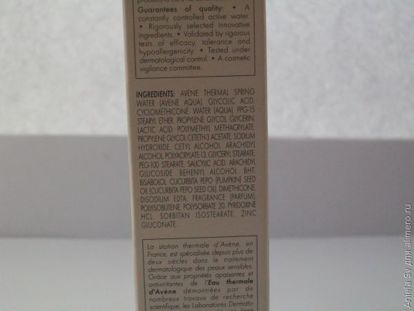 Guarantees of quality: • A
constantly controlled active water.
• Rigorously selected innovative
ingredients • Validated by rigorous
tests of efficacy, tolerance and
hypoallergenicity. • Tested under
dermatological control. • A cosmetic
vigilance committee.
INGREDIENTS: AVÈNE THERMAL SPRING
WATER (AVENE AQUA). GLYCOLIC ACID.
CYCLOMETHICONE. WATER (AQUA). PPG-15
STEARYL ETHER. PROPYLENE GLYCOL. GLYCERIN.
LACTIC ACID. POLYMETHYL METHACRYLATE.
PROPYLENE GLYCOL CETETH-3 ACETATE. SODIUM
HYDROXIDE. CETYL ALCOHOL. ARACHIDYL
ALCOHOL. POLYACRYLATE-13. GLYCERYL STEARATE.
PEG-100 STEARATE. SALICYLIC ACID. ARACHIDYL
GLUCOSIDE. BEHENYL ALCOHOL. BHT.
BISABOLOL. CUCURBITA PEPO (PUMPKIN) SEED
OIL (CUCURBITA PEPO SEED OIL). DIMETHICONE.
DISODIUM EDTA. FRAGRANCE (PARFUM).
POLYISOBUTENE. POLYSORBATE 20. PYRIDOXINE
HCL. SORBITAN ISOSTEARATE. ZINC
GLUCONATE.
La station thermale d'Avène, en
France, est spécialisée depuis plus de
deux siècles dans le traitement
dermatologique des peaux sensibles.
Grâce aux propriétés apaisantes et
anti-irritantes de l'Eau thermale
d'Avène démontrées par de
nombreux travaux de recherche
scientifique, les Laboratoires Dermato-